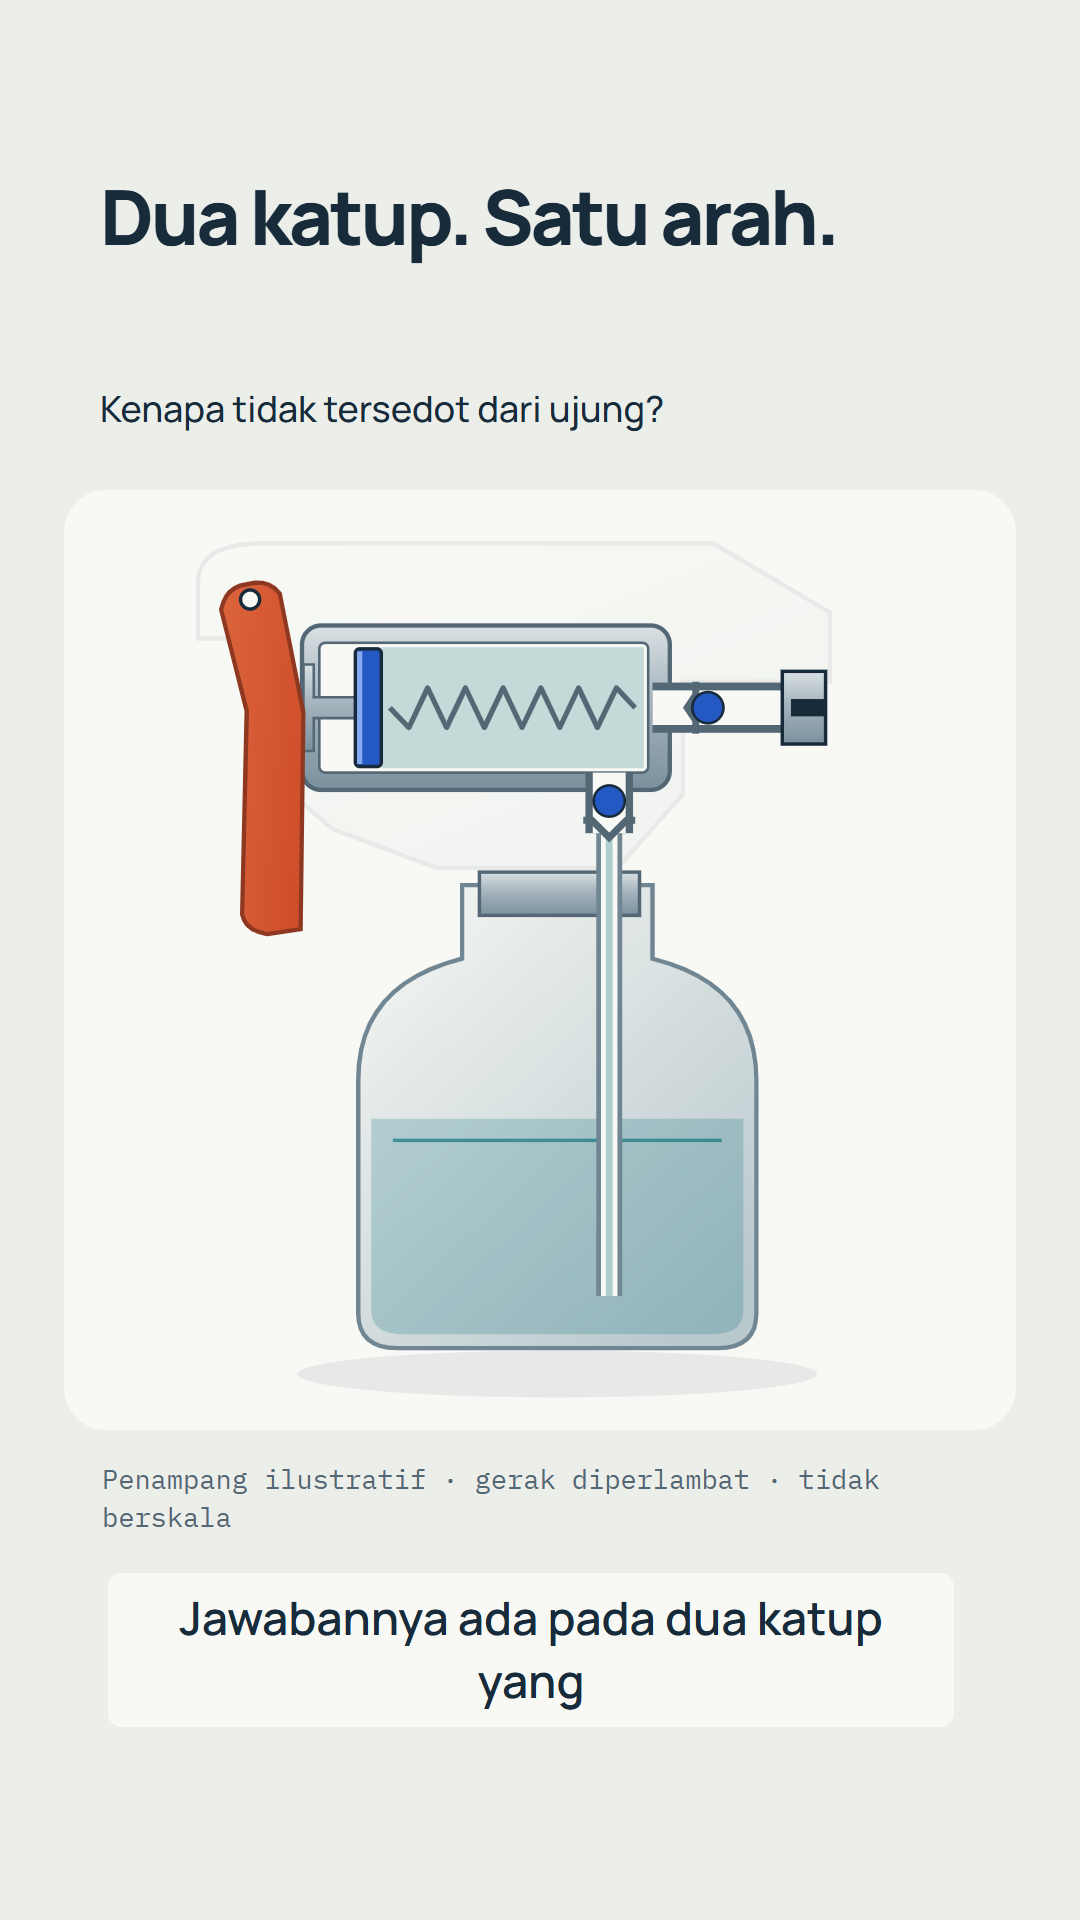 Dua katup. Satu arah.
Kenapa tidak tersedot dari ujung?
Penampang ilustratif · gerak diperlambat · tidak
berskala
Jawabannya ada pada dua katup
yang